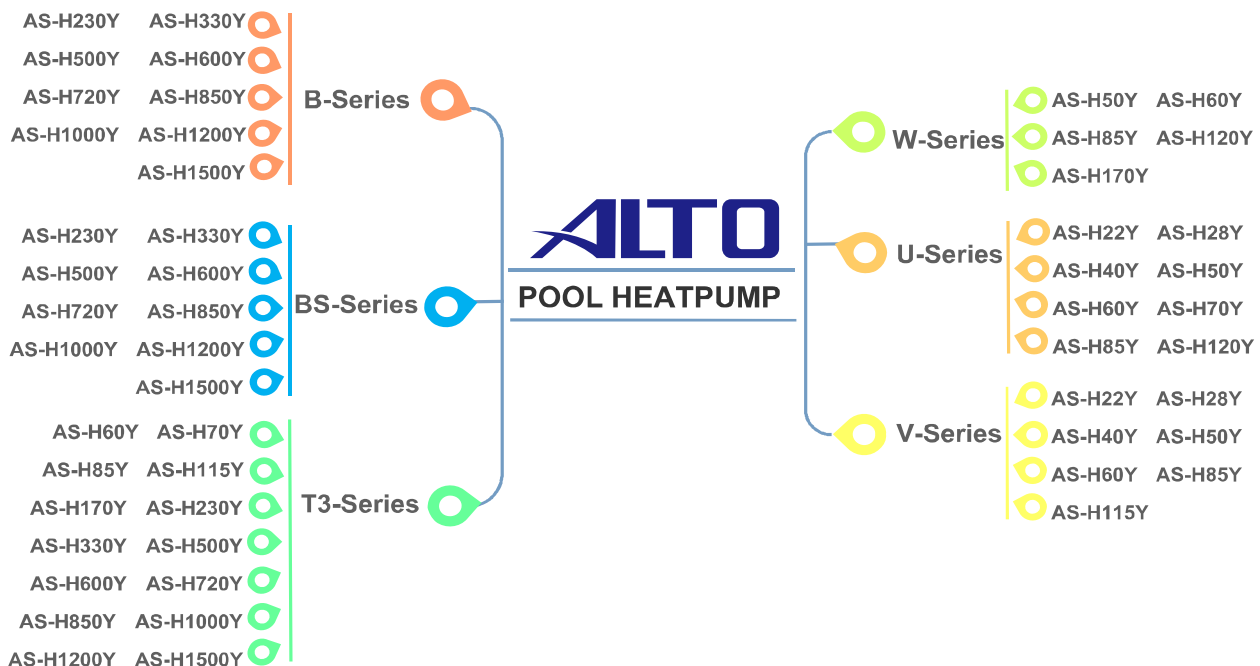 AS-H230Y AS-H330Y
AS-H500Y AS-H600Y
AS-H720Y AS-H850Y
AS-H1000Y AS-H1200Y
AS-H1500Y
B-Series
AS-H230Y AS-H330Y
AS-H500Y AS-H600Y
AS-H720Y AS-H850Y
AS-H1000Y AS-H1200Y
AS-H1500Y
BS-Series
AS-H60Y AS-H70Y
AS-H85Y AS-H115Y
AS-H170Y AS-H230Y
AS-H330Y AS-H500Y
AS-H600Y AS-H720Y
AS-H850Y AS-H1000Y
AS-H1200Y AS-H1500Y
T3-Series
ALTO
POOL HEATPUMP
W-Series
AS-H50Y AS-H60Y
AS-H85Y AS-H120Y
AS-H170Y
U-Series
AS-H22Y AS-H28Y
AS-H40Y AS-H50Y
AS-H60Y AS-H70Y
AS-H85Y AS-H120Y
V-Series
AS-H22Y AS-H28Y
AS-H40Y AS-H50Y
AS-H60Y AS-H85Y
AS-H115Y